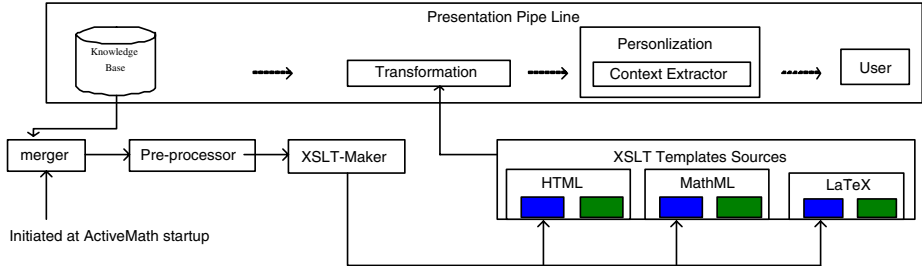 Presentation Pipe Line
Knowledge
Base
Transformation
Personlization
Context Extractor
User
merger
Pre-processor
XSLT-Maker
XSLT Templates Sources
HTML
MathML
LaTeX
Initiated at ActiveMath startup